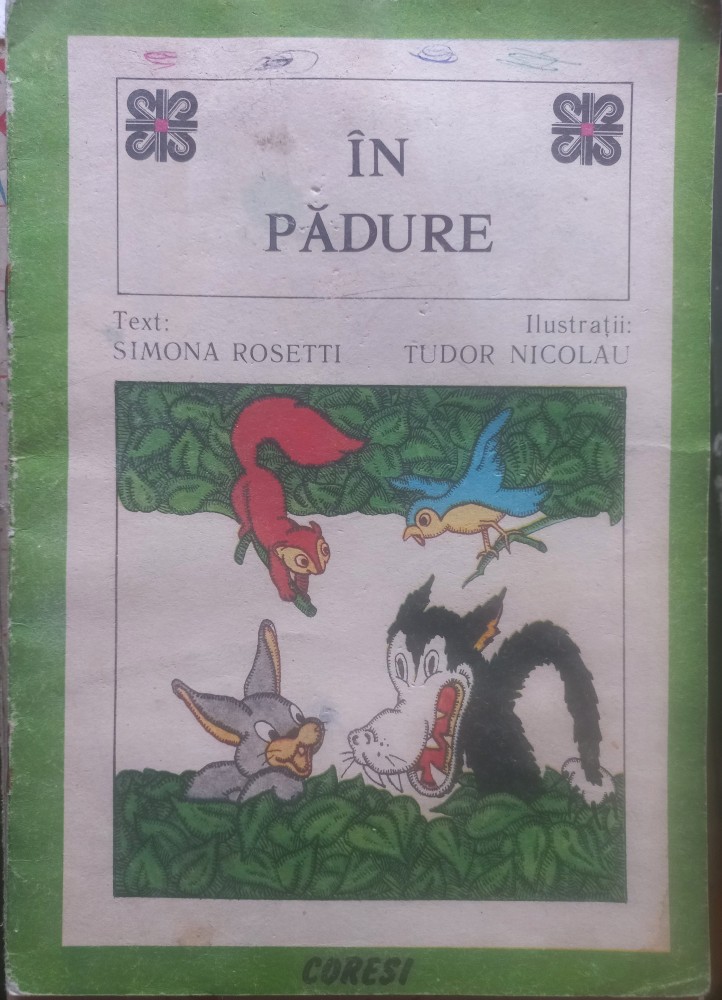 ÎN
PĂDURE
Text:
SIMONA ROSETTI
Ilustrații:
TUDOR NICOLAU
CORESI